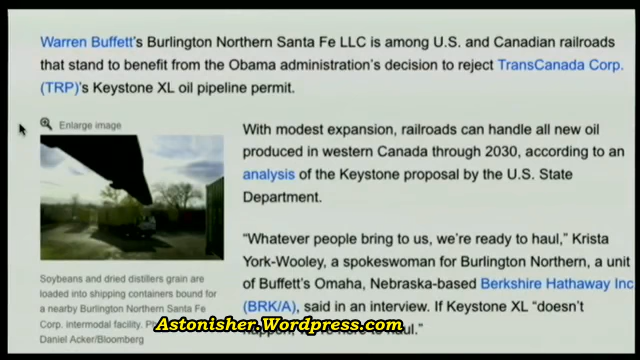 Warren Buffett's Burlington Northern Santa Fe LLC is among U.S. and Canadian railroads
that stand to benefit from the Obama administration's decision to reject TransCanada Corp.
(TRP)'s Keystone XL oil pipeline permit.
Enlarge image
Soybeans and dried distillers grain are
loaded into shipping containers bound for
a nearby Burlington Northern Santa Fe
Corp. intermodal facility.
Daniel Acker/Bloomberg
With modest expansion, railroads can handle all new oil
produced in western Canada through 2030, according to an
analysis of the Keystone proposal by the U.S. State
Department.
“Whatever people bring to us, we're ready to haul,” Krista
York-Wooley, a spokeswoman for Burlington Northern, a unit
of Buffett's Omaha, Nebraska-based Berkshire Hathaway Inc
(BRK/A), said in an interview. If Keystone XL “doesn't
haul.”
Astonisher.Wordpress.com